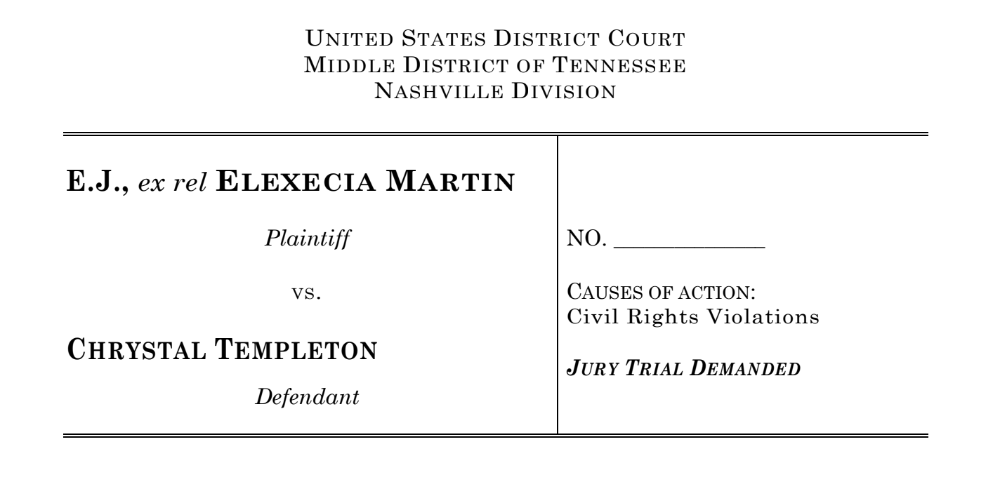 UNITED STATES DISTRICT COURT
MIDDLE DISTRICT OF TENNESSEE
NASHVILLE DIVISION
E.J., ex rel ELEXECIA MARTIN
Plaintiff
vs.
CHRYSTAL TEMPLETON
Defendant
NO. ______________
CAUSES OF ACTION:
Civil Rights Violations
JURY TRIAL DEMANDED